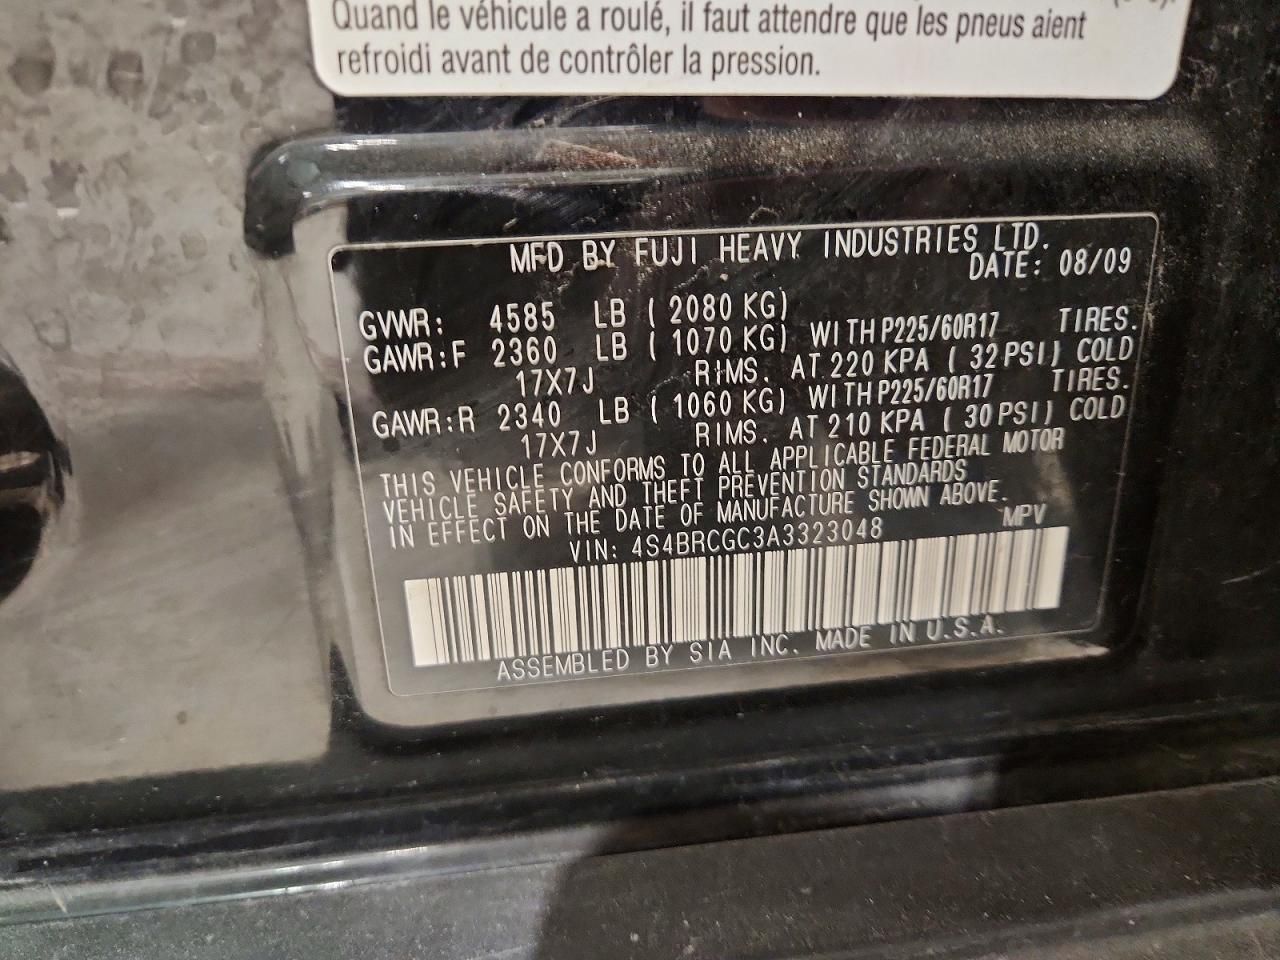 Quand le véhicule a roulé, il faut attendre que les pneus aient
refroidi avant de contrôler la pression.
MFD BY FUJI HEAVY INDUSTRIES LTD.
DATE: 08/09
GVWR: 4585 LB ( 2080 KG)
GAWR:F 2360 LB ( 1070 KG) WITH P225/60R17 TIRES.
17X7J RIMS. AT 220 KPA ( 32 PSI) COLD
GAWR:R 2340 LB ( 1060 KG) WITH P225/60R17 TIRES.
17X7J RIMS. AT 210 KPA ( 30 PSI) COLD
THIS VEHICLE CONFORMS TO ALL APPLICABLE FEDERAL MOTOR
VEHICLE SAFETY AND THEFT PREVENTION STANDARDS
IN EFFECT ON THE DATE OF MANUFACTURE SHOWN ABOVE.
VIN: 4S4BRCGC3A3323048 MPV
ASSEMBLED BY SIA INC. MADE IN U.S.A.